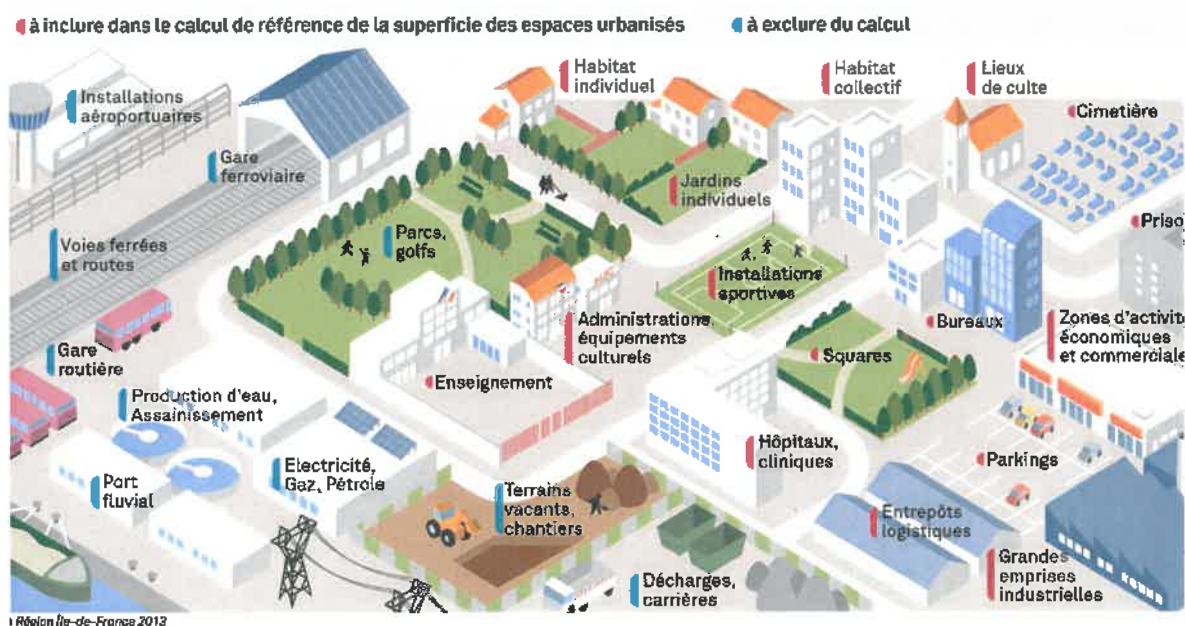 à inclure dans le calcul de référence de la superficie des espaces urbanisés
à exclure du calcul
Installations
aéroportuaires
Gare
ferroviaire
Habitat
individuel
Habitat
collectif
Lieux
de culte
Cimetière
Jardins
individuels
Voies ferrées
et routes
Parcs,
golfs
Installations
sportives
Priso
Gare
routière
Administrations,
équipements
culturels
Bureaux
Zones d'activité
économiques
et commerciale
Enseignement
Squares
Production d'eau,
Assainissement
Port
fluvial
Electricité,
Gaz, Pétrole
Terrains
vacants,
chantiers
Hôpitaux,
cliniques
Parkings
Entrepôts
logistiques
Grandes
emprises
industrielles
Décharges,
carrières
Région Île-de-France 2013